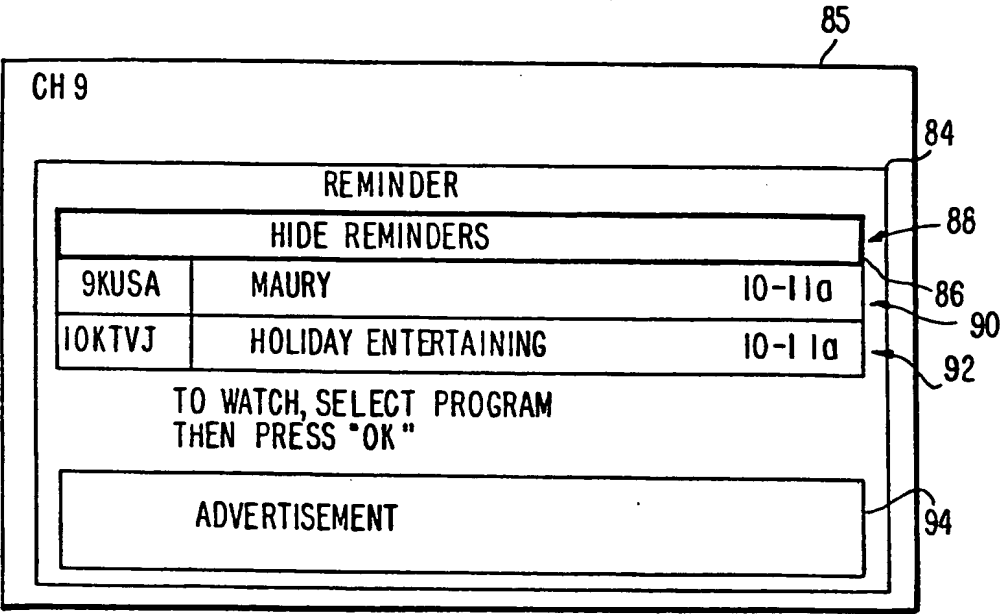 85
CH 9
84
REMINDER
HIDE REMINDERS
88
86
9KUSA MAURY 10-11a
90
10KTVJ HOLIDAY ENTERTAINING 10-11a
92
TO WATCH, SELECT PROGRAM
THEN PRESS "OK"
ADVERTISEMENT
94